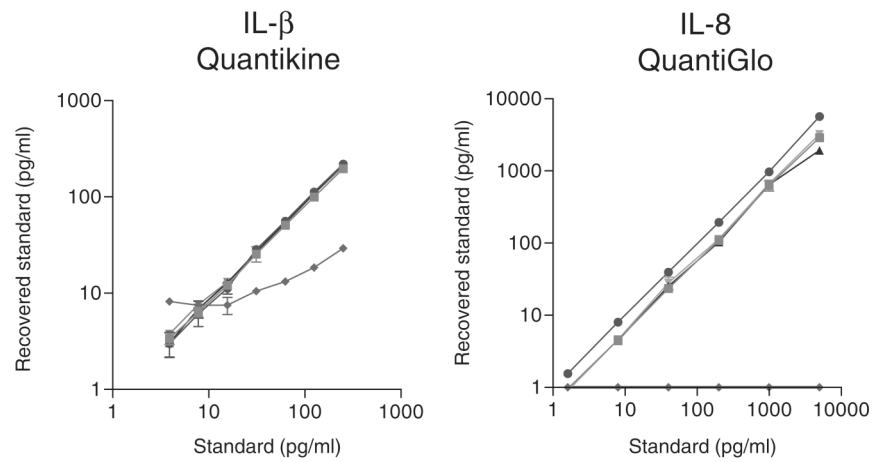 IL-β
Quantikine
IL-8
QuantiGlo
Recovered standard (pg/ml)
1000
100
10
1
1
10
100
1000
Standard (pg/ml)
Recovered standard (pg/ml)
10000
1000
100
10
1
1
10
100
1000
10000
Standard (pg/ml)